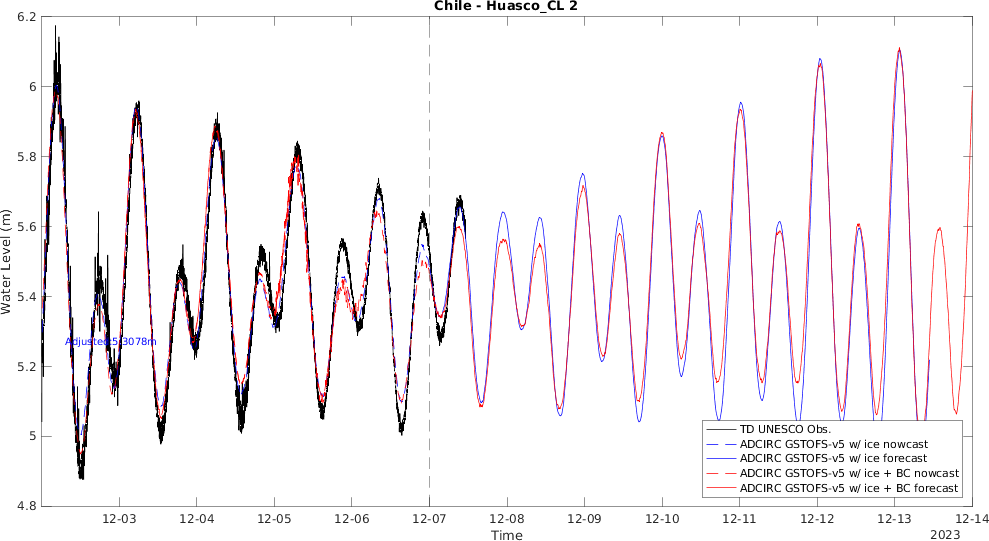 Chile - Huasco_CL 2
6.2
6
5.8
5.6
5.4
5.2
5
4.8
Water Level (m)
Adjusted:5.3078m
TD UNESCO Obs.
ADCIRC GSTOFS-v5 w/ ice nowcast
ADCIRC GSTOFS-v5 w/ ice forecast
ADCIRC GSTOFS-v5 w/ ice + BC nowcast
ADCIRC GSTOFS-v5 w/ ice + BC forecast
12-03 12-04 12-05 12-06 12-07 12-08 12-09 12-10 12-11 12-12 12-13 12-14
Time
2023